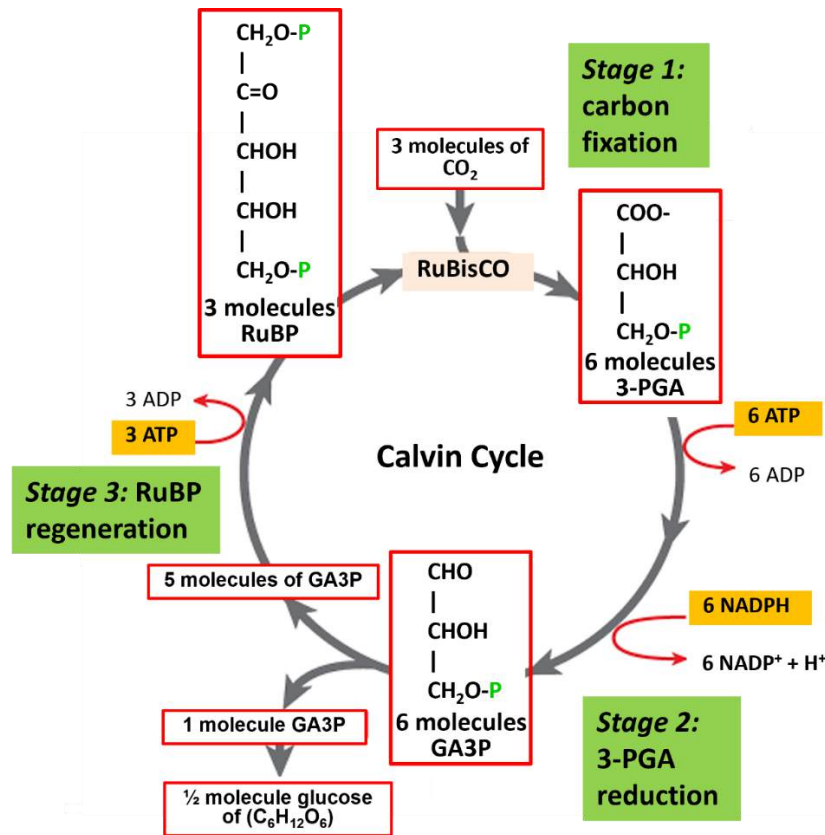 CH₂O-P
|
C=O
|
CHOH
|
CHOH
|
CH₂O-P
3 molecules
RuBP
Stage 1:
carbon
fixation
3 molecules of
CO₂
RuBisCO
COO-
|
CHOH
|
CH₂O-P
6 molecules
3-PGA
3 ADP
3 ATP
6 ATP
6 ADP
Calvin Cycle
Stage 3: RuBP
regeneration
5 molecules of GA3P
CHO
|
CHOH
|
CH₂O-P
6 molecules
GA3P
6 NADPH
6 NADP⁺ + H⁺
1 molecule GA3P
½ molecule glucose
of (C₆H₁₂O₆)
Stage 2:
3-PGA
reduction